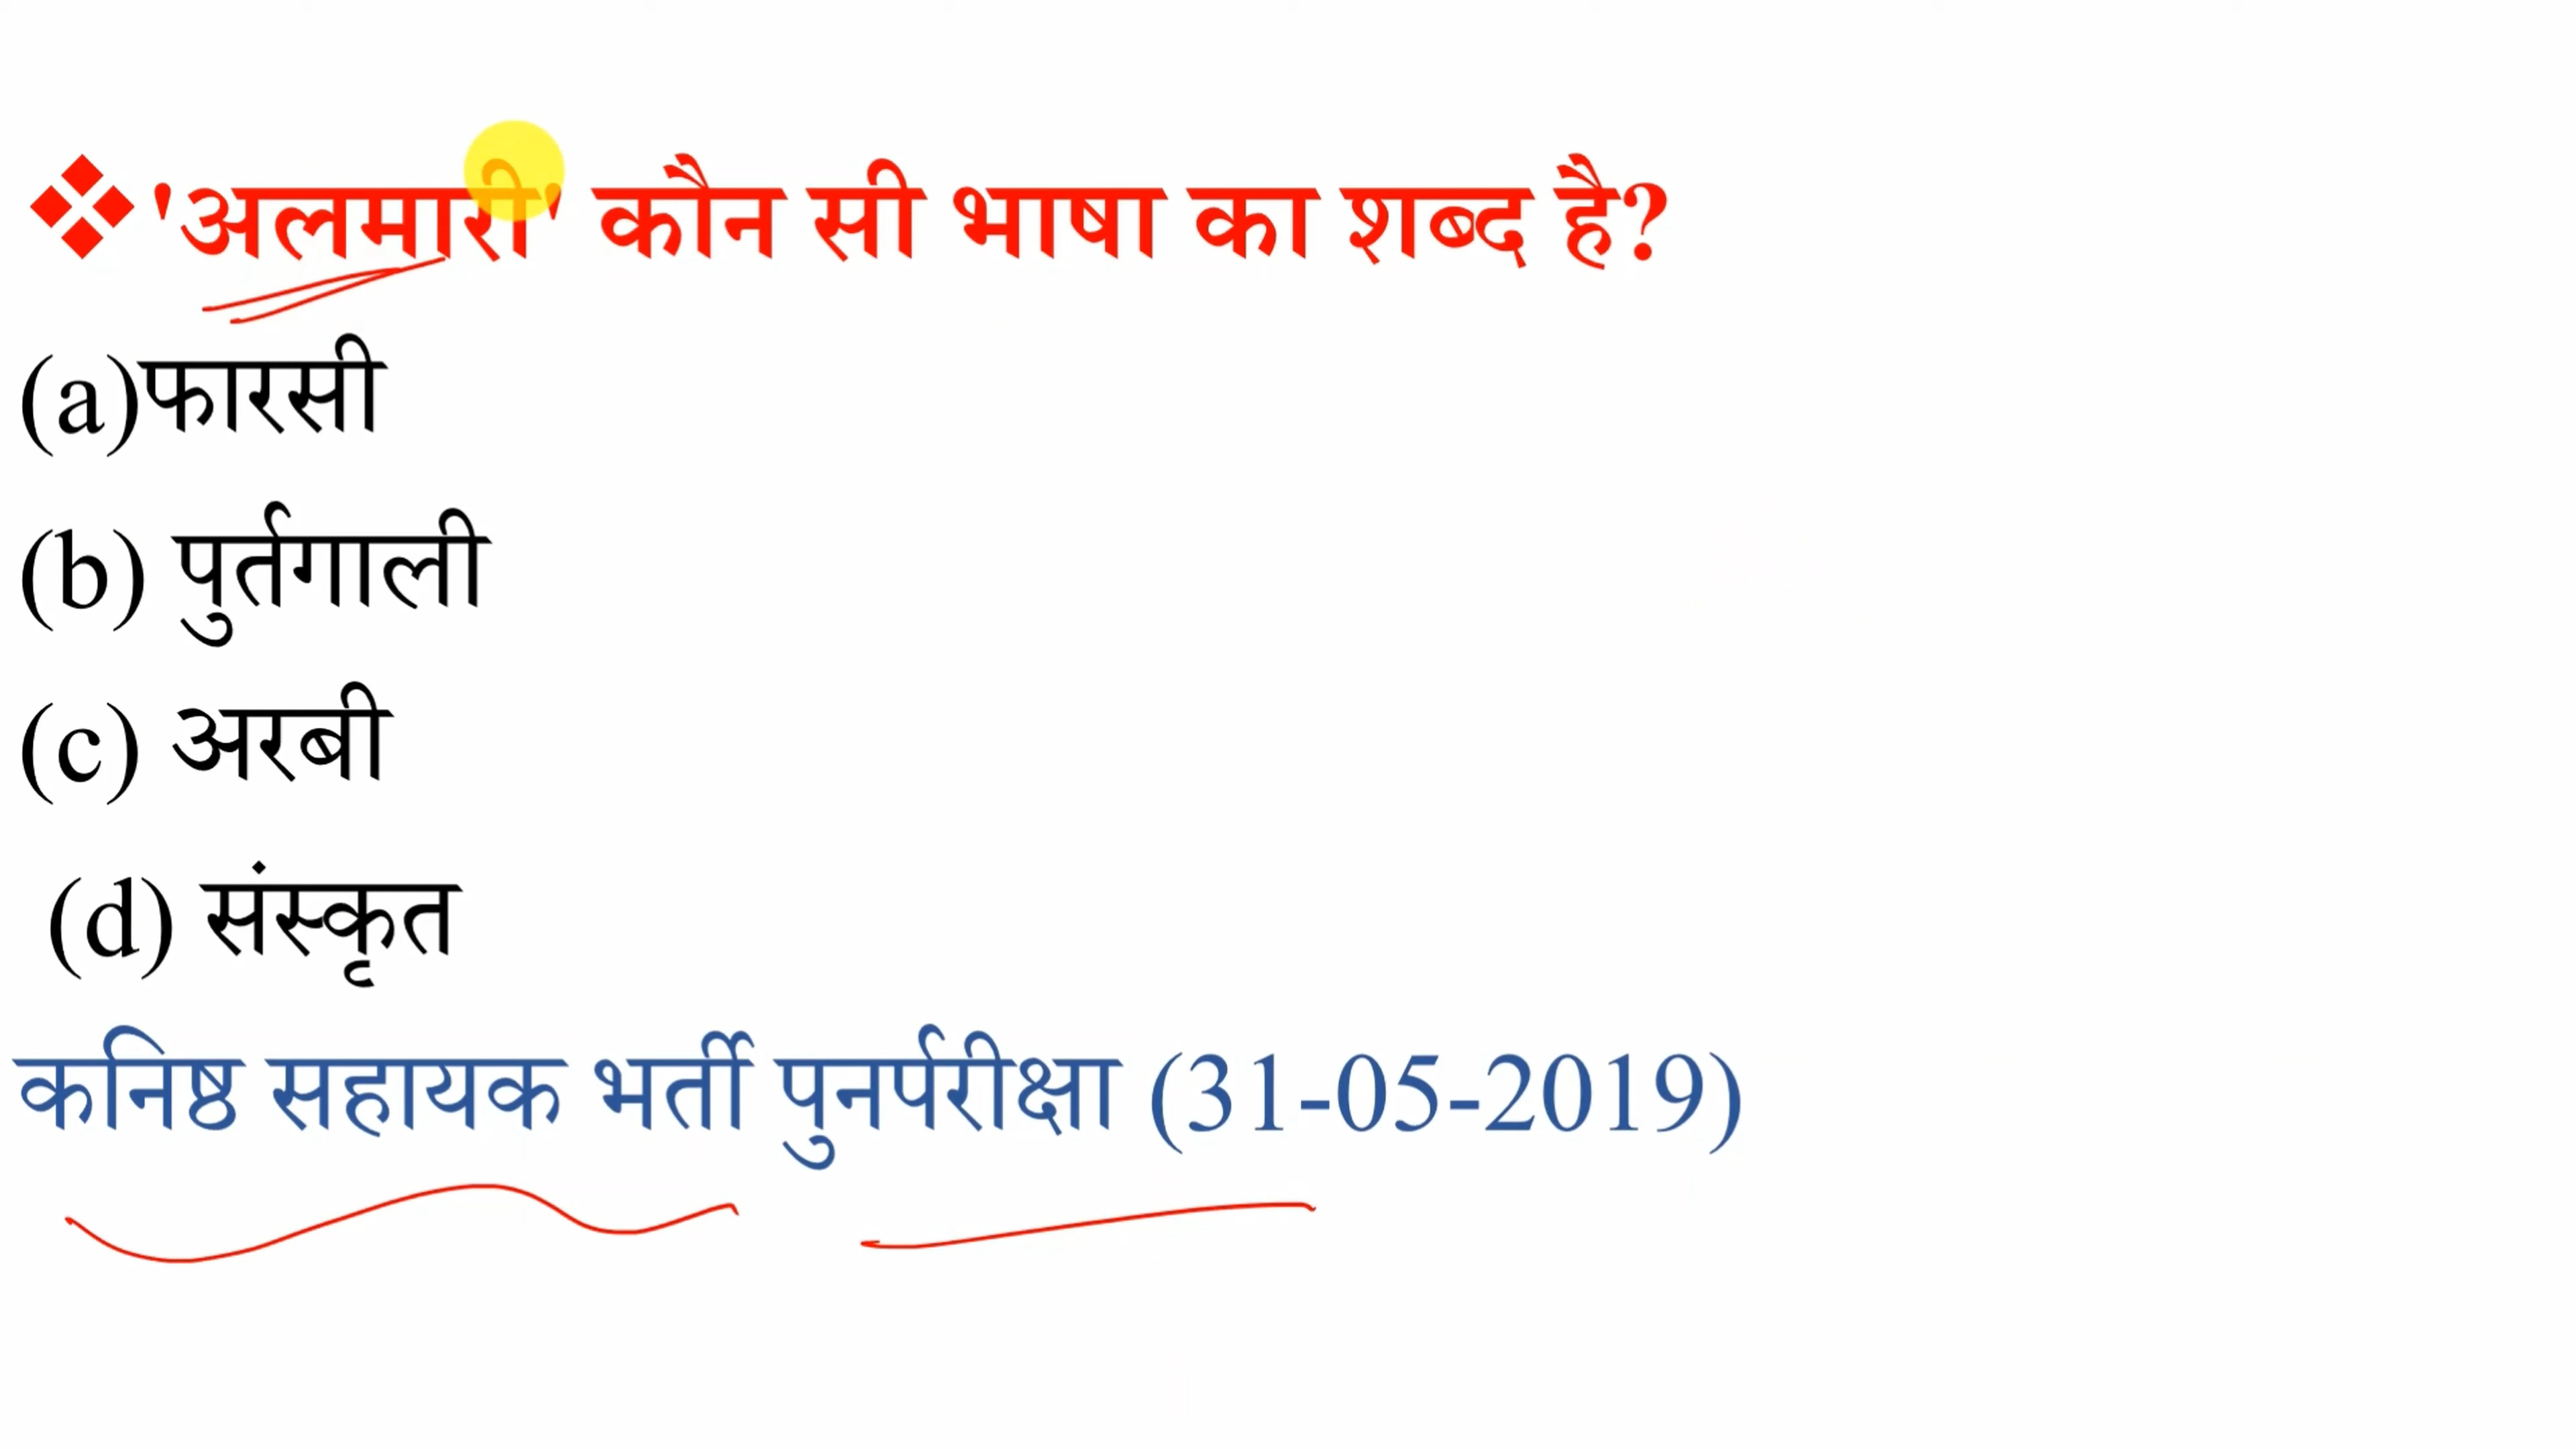 ❖'अलमारी' कौन सी भाषा का शब्द है?
(a)फारसी
(b) पुर्तगाली
(c) अरबी
(d) संस्कृत
कनिष्ठ सहायक भर्ती पुनर्परीक्षा (31-05-2019)